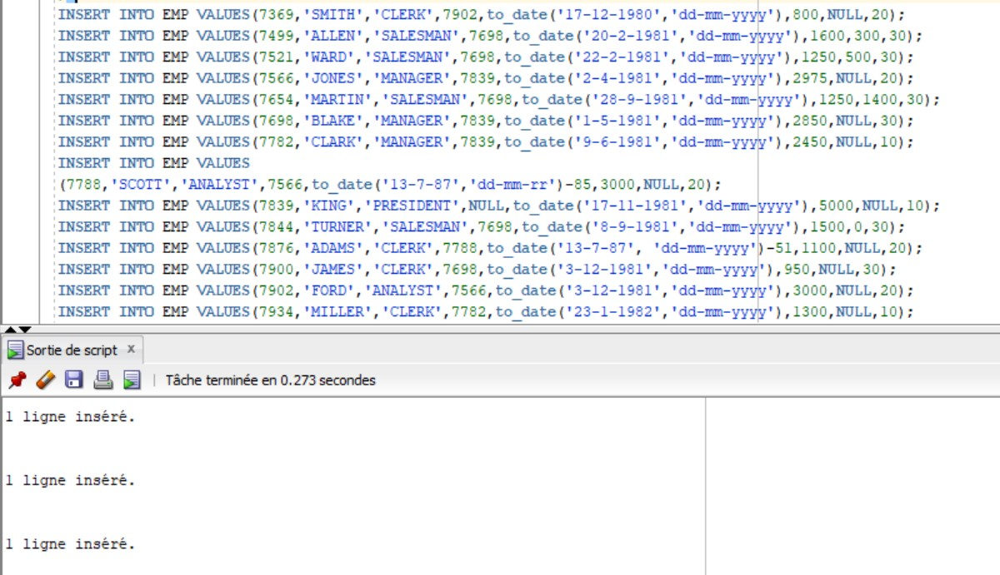 INSERT INTO EMP VALUES(7369,'SMITH','CLERK',7902,to_date('17-12-1980','dd-mm-yyyy'),800,NULL,20);
INSERT INTO EMP VALUES(7499,'ALLEN','SALESMAN',7698,to_date('20-2-1981','dd-mm-yyyy'),1600,300,30);
INSERT INTO EMP VALUES(7521,'WARD','SALESMAN',7698,to_date('22-2-1981','dd-mm-yyyy'),1250,500,30);
INSERT INTO EMP VALUES(7566,'JONES','MANAGER',7839,to_date('2-4-1981','dd-mm-yyyy'),2975,NULL,20);
INSERT INTO EMP VALUES(7654,'MARTIN','SALESMAN',7698,to_date('28-9-1981','dd-mm-yyyy'),1250,1400,30);
INSERT INTO EMP VALUES(7698,'BLAKE','MANAGER',7839,to_date('1-5-1981','dd-mm-yyyy'),2850,NULL,30);
INSERT INTO EMP VALUES(7782,'CLARK','MANAGER',7839,to_date('9-6-1981','dd-mm-yyyy'),2450,NULL,10);
INSERT INTO EMP VALUES
(7788,'SCOTT','ANALYST',7566,to_date('13-7-87','dd-mm-rr')-85,3000,NULL,20);
INSERT INTO EMP VALUES(7839,'KING','PRESIDENT',NULL,to_date('17-11-1981','dd-mm-yyyy'),5000,NULL,10);
INSERT INTO EMP VALUES(7844,'TURNER','SALESMAN',7698,to_date('8-9-1981','dd-mm-yyyy'),1500,0,30);
INSERT INTO EMP VALUES(7876,'ADAMS','CLERK',7788,to_date('13-7-87', 'dd-mm-yyyy')-51,1100,NULL,20);
INSERT INTO EMP VALUES(7900,'JAMES','CLERK',7698,to_date('3-12-1981','dd-mm-yyyy'),950,NULL,30);
INSERT INTO EMP VALUES(7902,'FORD','ANALYST',7566,to_date('3-12-1981','dd-mm-yyyy'),3000,NULL,20);
INSERT INTO EMP VALUES(7934,'MILLER','CLERK',7782,to_date('23-1-1982','dd-mm-yyyy'),1300,NULL,10);
Sortie de script x
Tâche terminée en 0.273 secondes
1 ligne inséré.
1 ligne inséré.
1 ligne inséré.